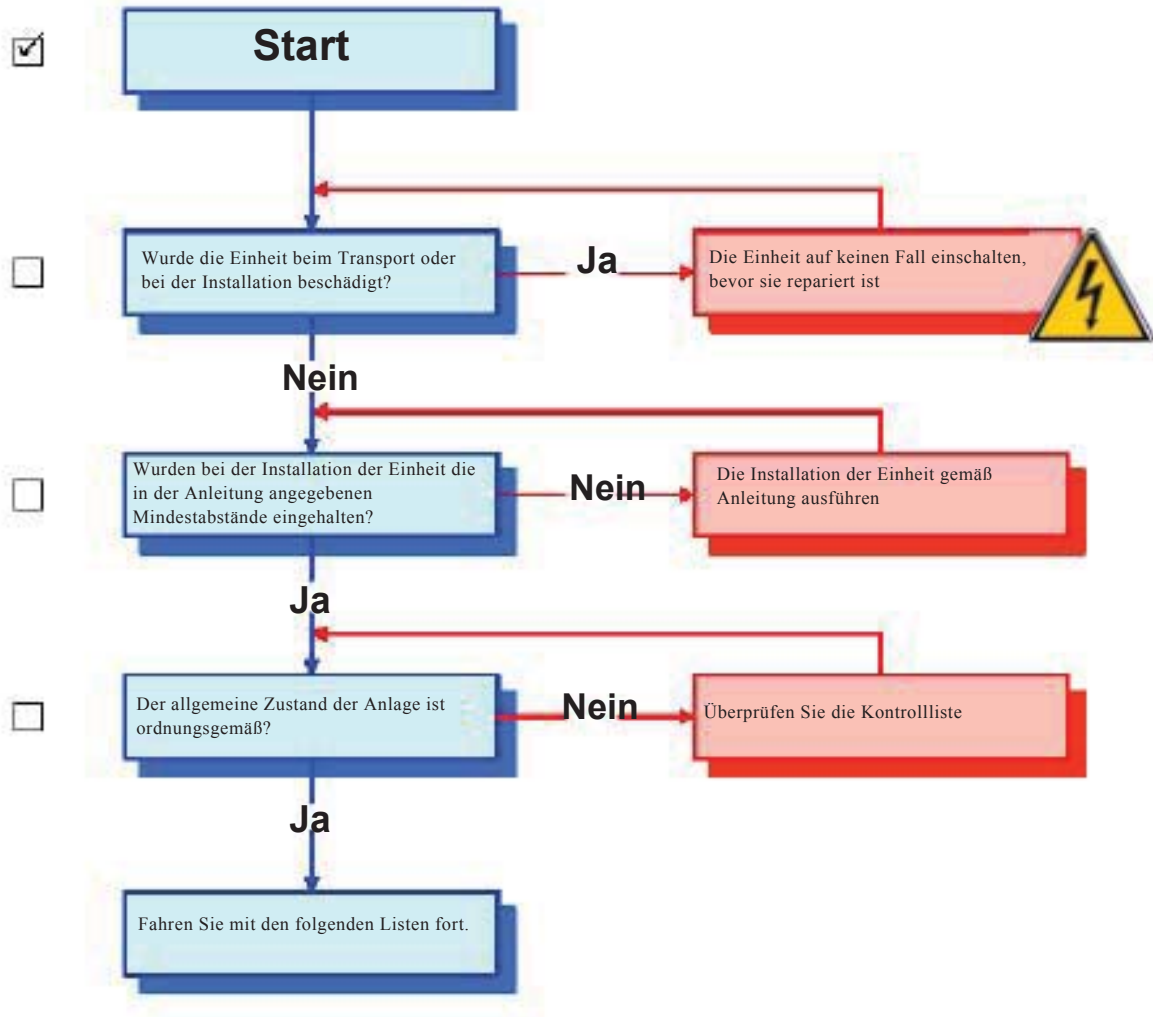 Start
Wurde die Einheit beim Transport oder
bei der Installation beschädigt?
Ja
Die Einheit auf keinen Fall einschalten,
bevor sie repariert ist
Nein
Wurden bei der Installation der Einheit die
in der Anleitung angegebenen
Mindestabstände eingehalten?
Nein
Die Installation der Einheit gemäß
Anleitung ausführen
Ja
Der allgemeine Zustand der Anlage ist
ordnungsgemäß?
Nein
Überprüfen Sie die Kontrollliste
Ja
Fahren Sie mit den folgenden Listen fort.